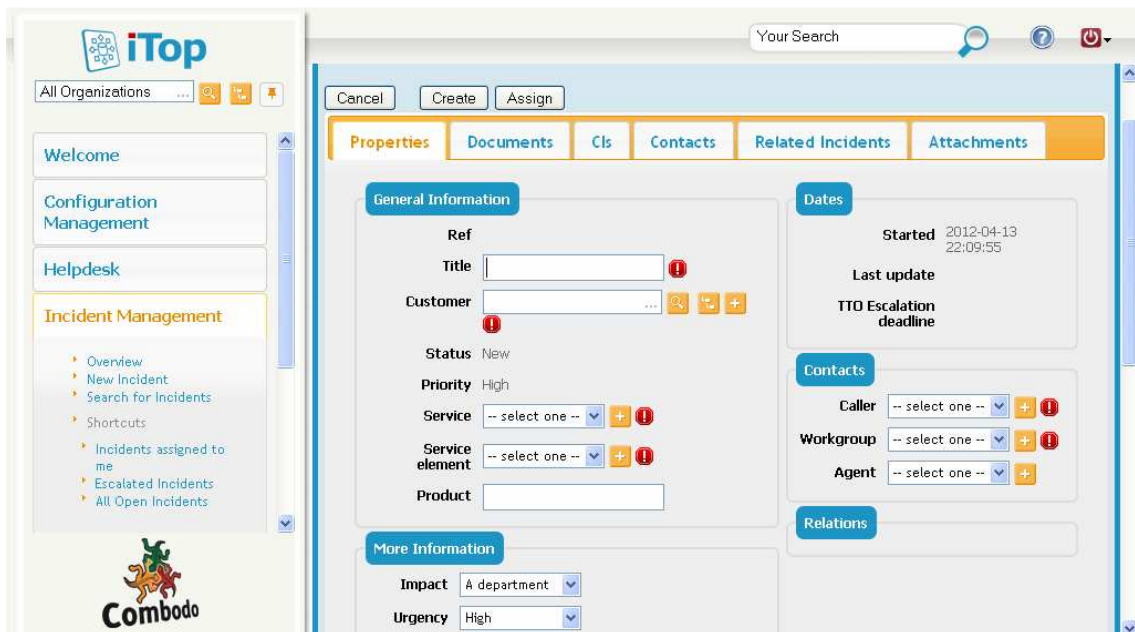 iTop
Your Search
All Organizations ...
Welcome
Configuration
Management
Helpdesk
Incident Management
Overview
New Incident
Search for Incidents
Shortcuts
Incidents assigned to
me
Escalated Incidents
All Open Incidents
Combodo
Cancel Create Assign
Properties Documents CIs Contacts Related Incidents Attachments
General Information
Ref
Title
Customer ...
Status New
Priority High
Service -- select one --
Service
element -- select one --
Product
More Information
Impact A department
Urgency High
Dates
Started 2012-04-13
22:09:55
Last update
TTO Escalation
deadline
Contacts
Caller -- select one --
Workgroup -- select one --
Agent -- select one --
Relations